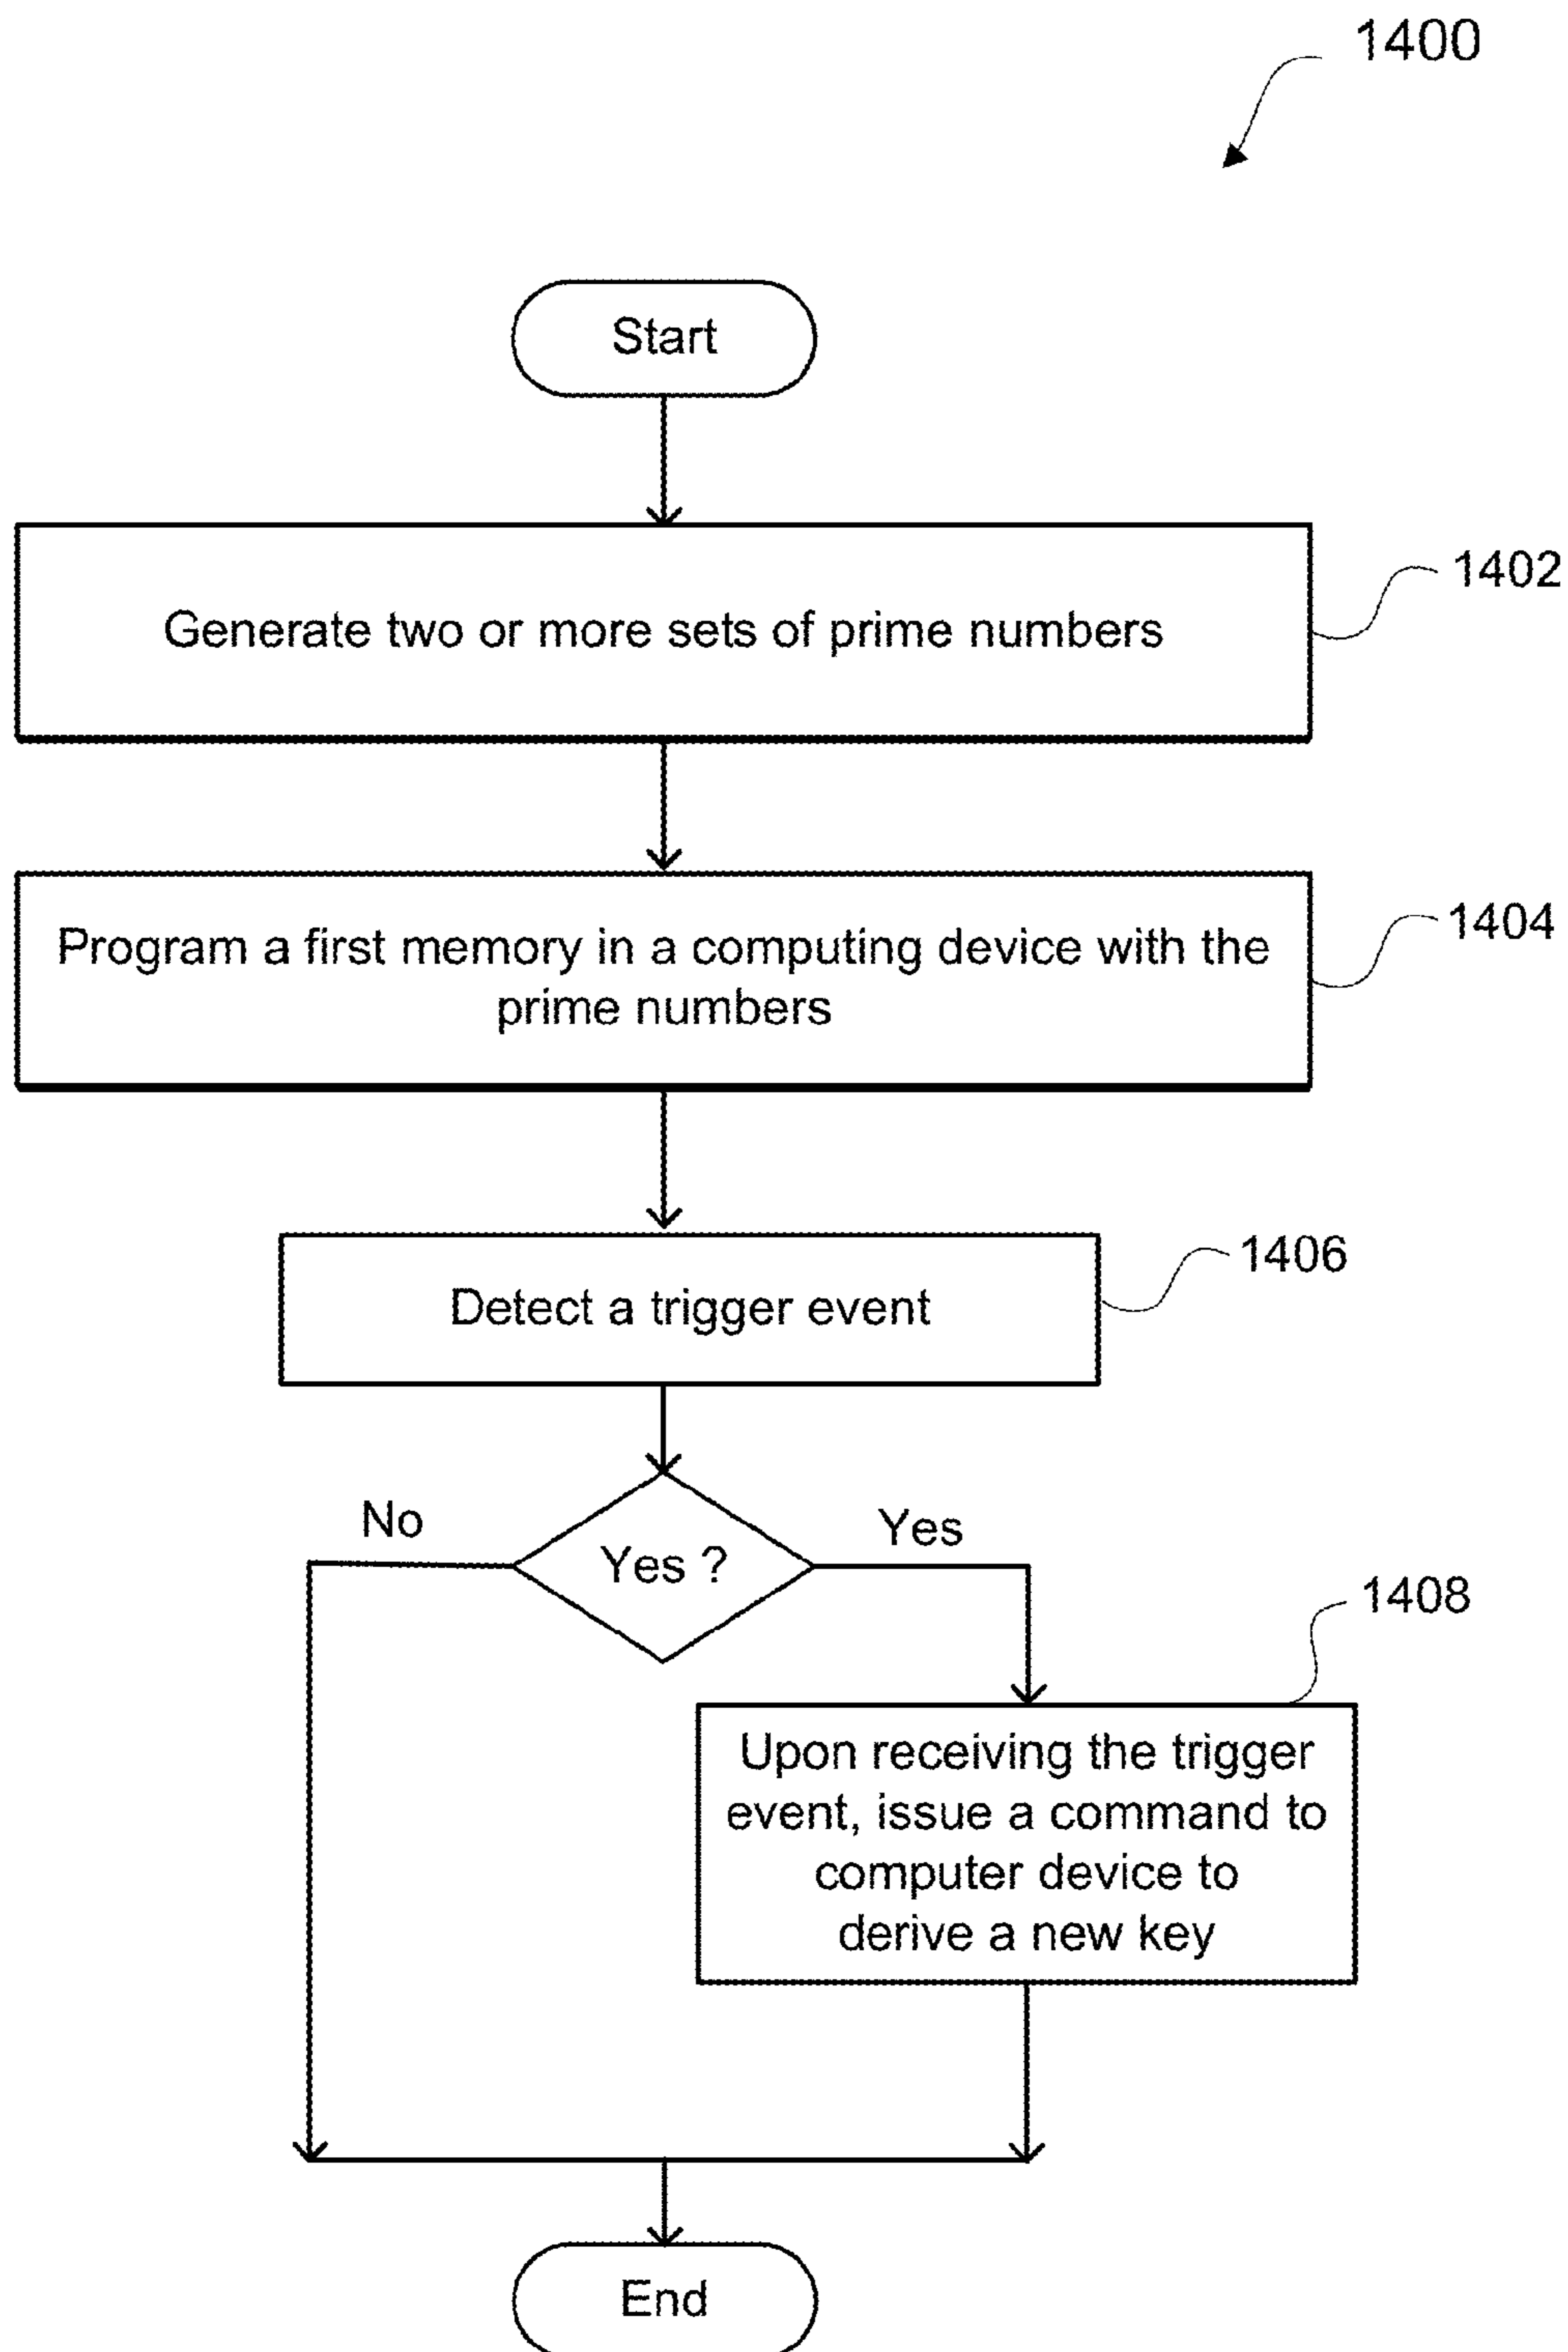 1400
Start
Generate two or more sets of prime numbers
1402
Program a first memory in a computing device with the
prime numbers
1404
Detect a trigger event
1406
No
Yes ?
Yes
1408
Upon receiving the trigger
event, issue a command to
computer device to
derive a new key
End